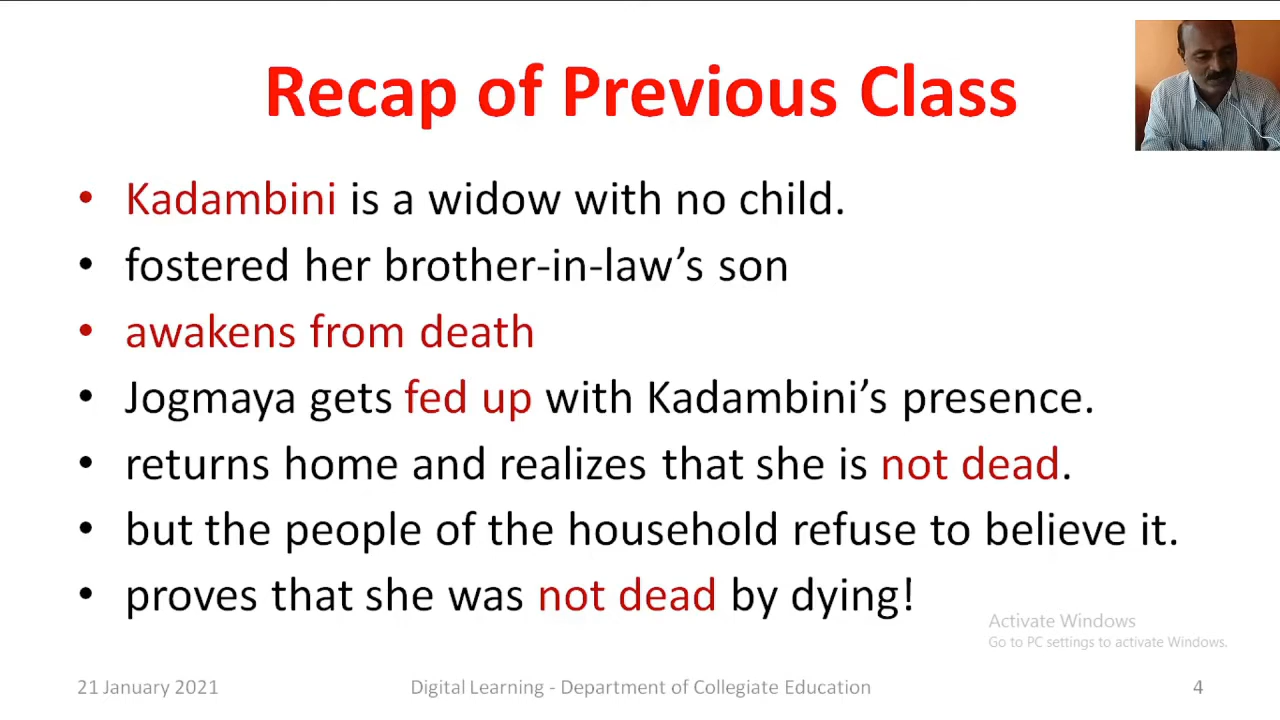 Recap of Previous Class
• Kadambini is a widow with no child.
• fostered her brother-in-law’s son
• awakens from death
• Jogmaya gets fed up with Kadambini’s presence.
• returns home and realizes that she is not dead.
• but the people of the household refuse to believe it.
• proves that she was not dead by dying!
Activate Windows
Go to PC settings to activate Windows.
21 January 2021
Digital Learning - Department of Collegiate Education
4